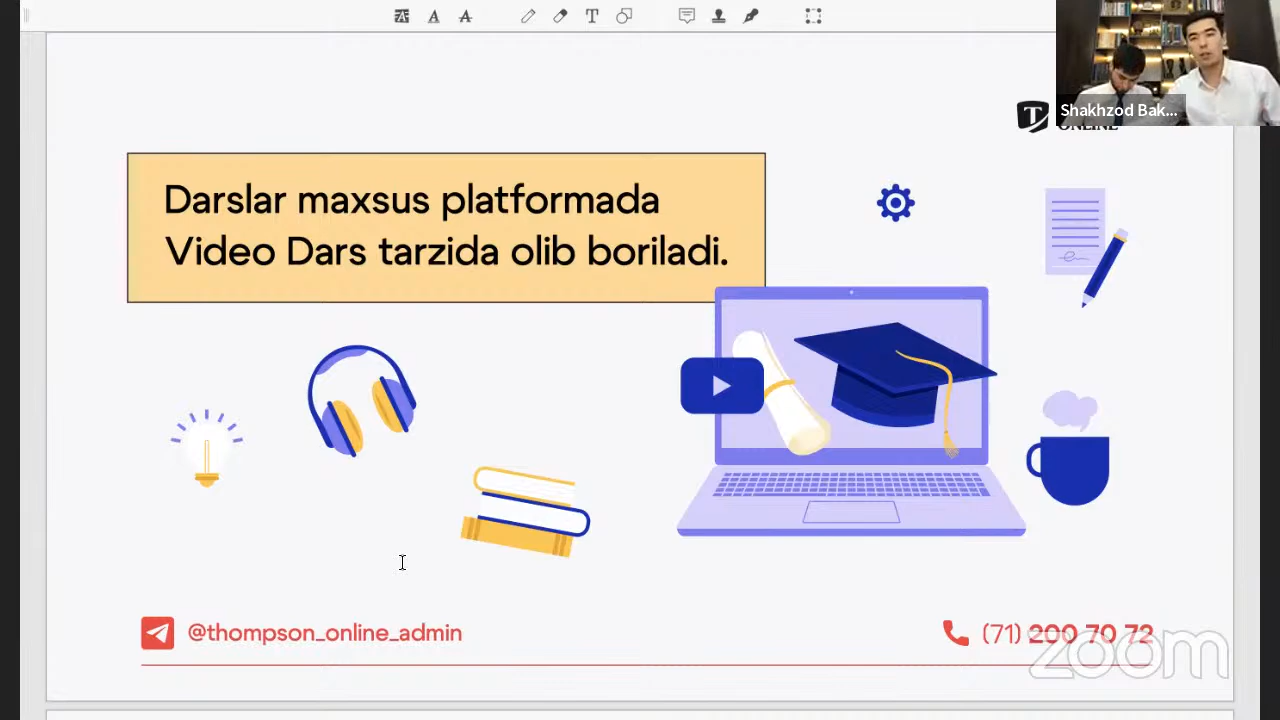 Shakhzod Bak...
ONLINE
Darslar maxsus platformada
Video Dars tarzida olib boriladi.
@thompson_online_admin
(71) 200 70 72
zoom